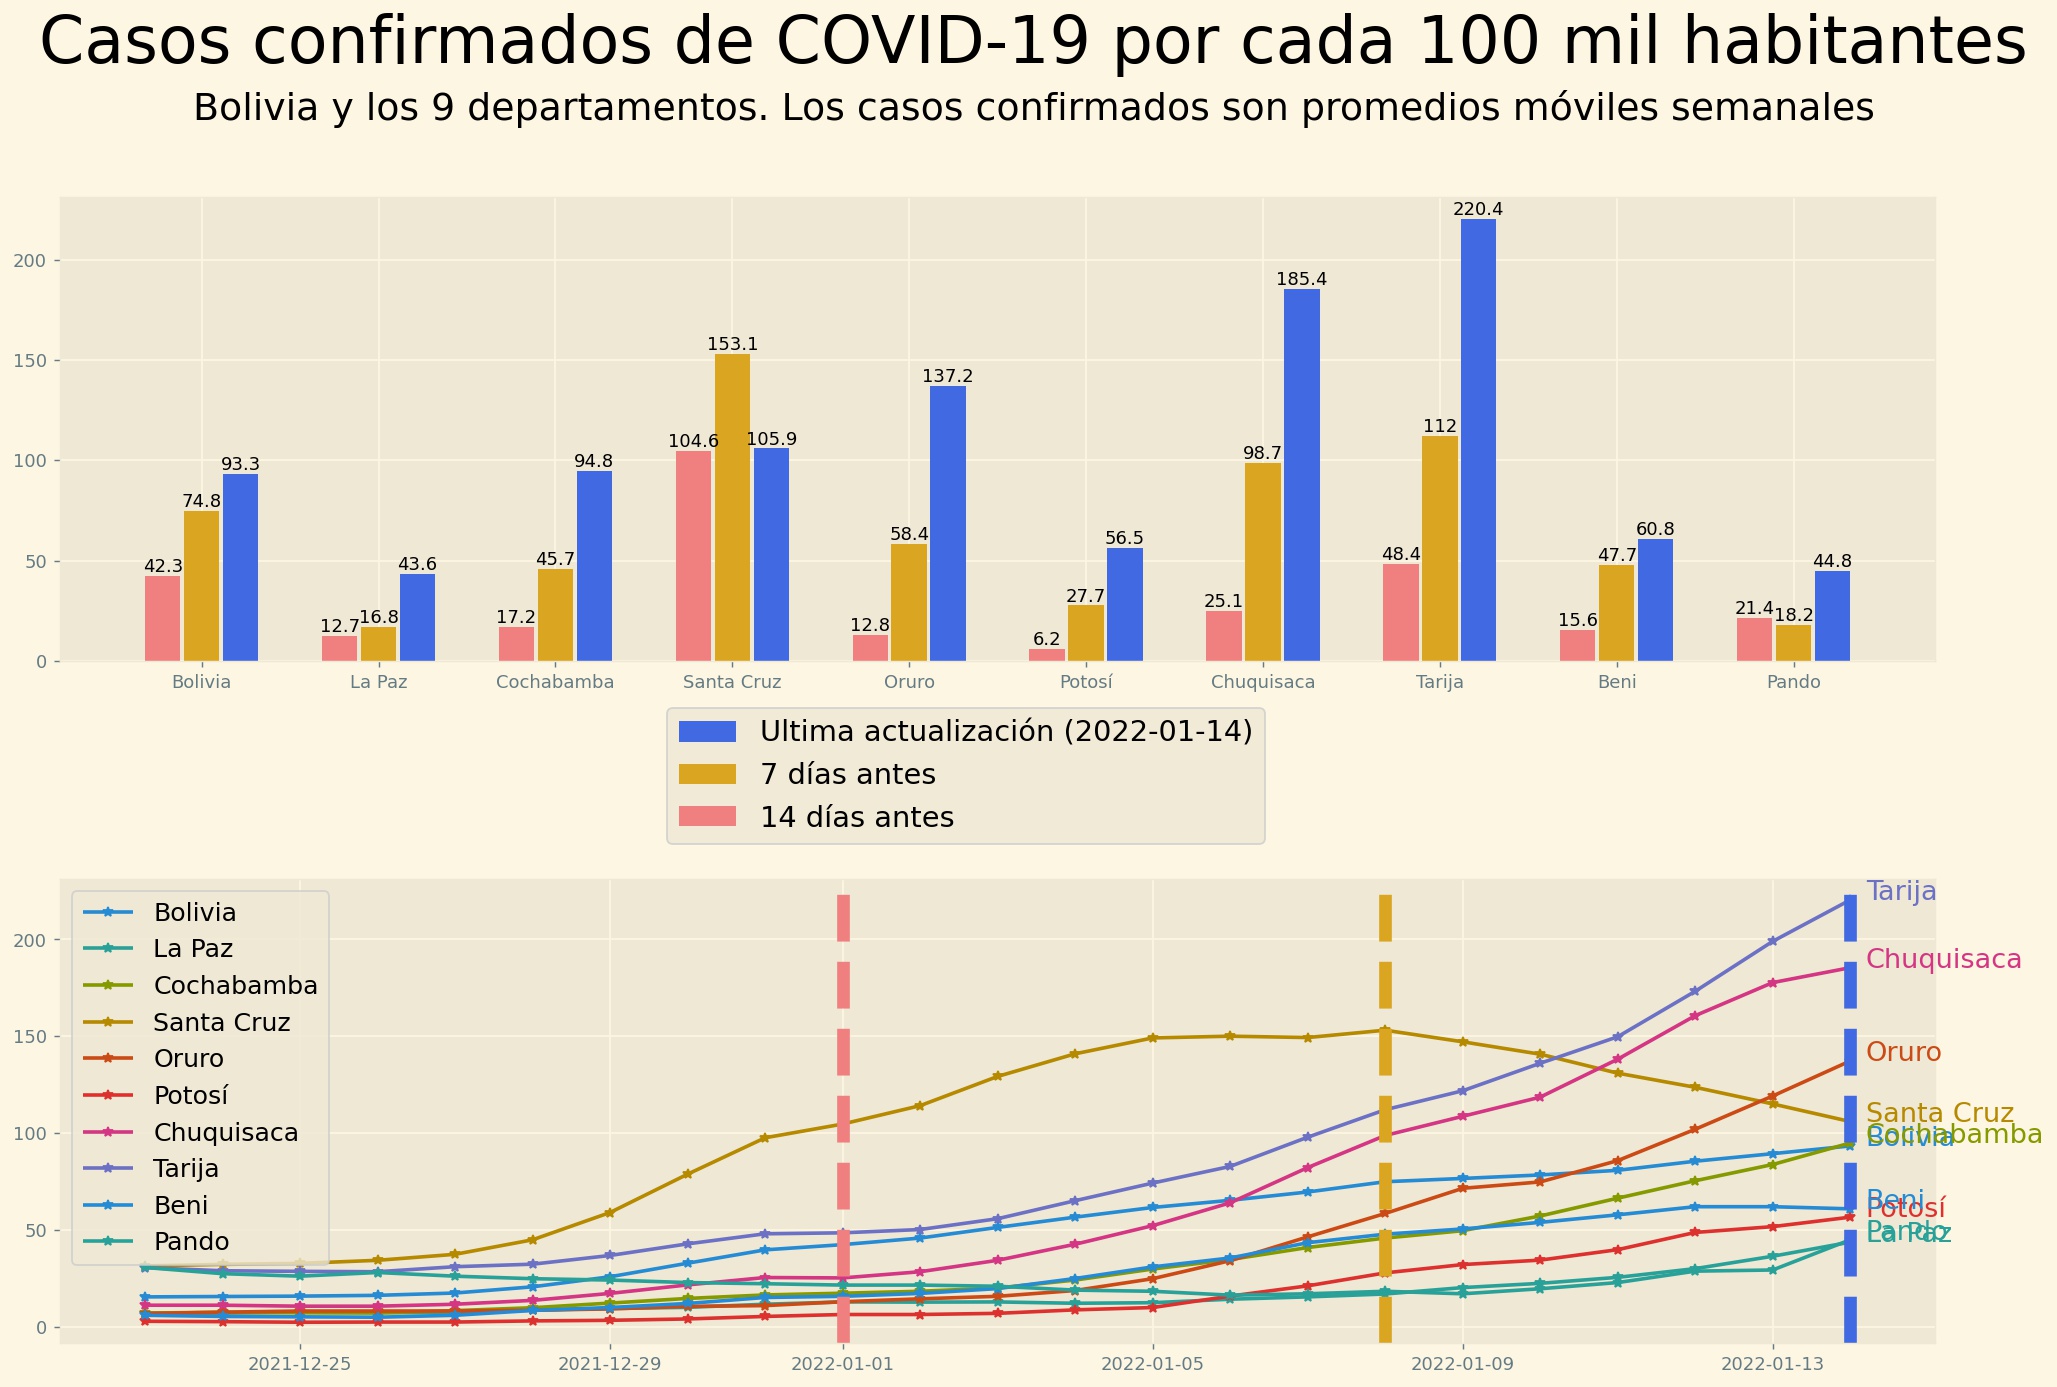 Casos confirmados de COVID-19 por cada 100 mil habitantes
Bolivia y los 9 departamentos. Los casos confirmados son promedios móviles semanales
200
150
100
50
0
42.3 74.8 93.3
12.7 16.8 43.6
17.2 45.7 94.8
104.6 153.1 105.9
12.8 58.4 137.2
6.2 27.7 56.5
25.1 98.7 185.4
48.4 112 220.4
15.6 47.7 60.8
21.4 18.2 44.8
Bolivia La Paz Cochabamba Santa Cruz Oruro Potosí Chuquisaca Tarija Beni Pando
Ultima actualización (2022-01-14)
7 días antes
14 días antes
200
150
100
50
0
Bolivia
La Paz
Cochabamba
Santa Cruz
Oruro
Potosí
Chuquisaca
Tarija
Beni
Pando
Tarija
Chuquisaca
Oruro
Santa Cruz
Cochabamba
Bolivia
Beni
Potosí
Pando
La Paz
2021-12-25 2021-12-29 2022-01-01 2022-01-05 2022-01-09 2022-01-13